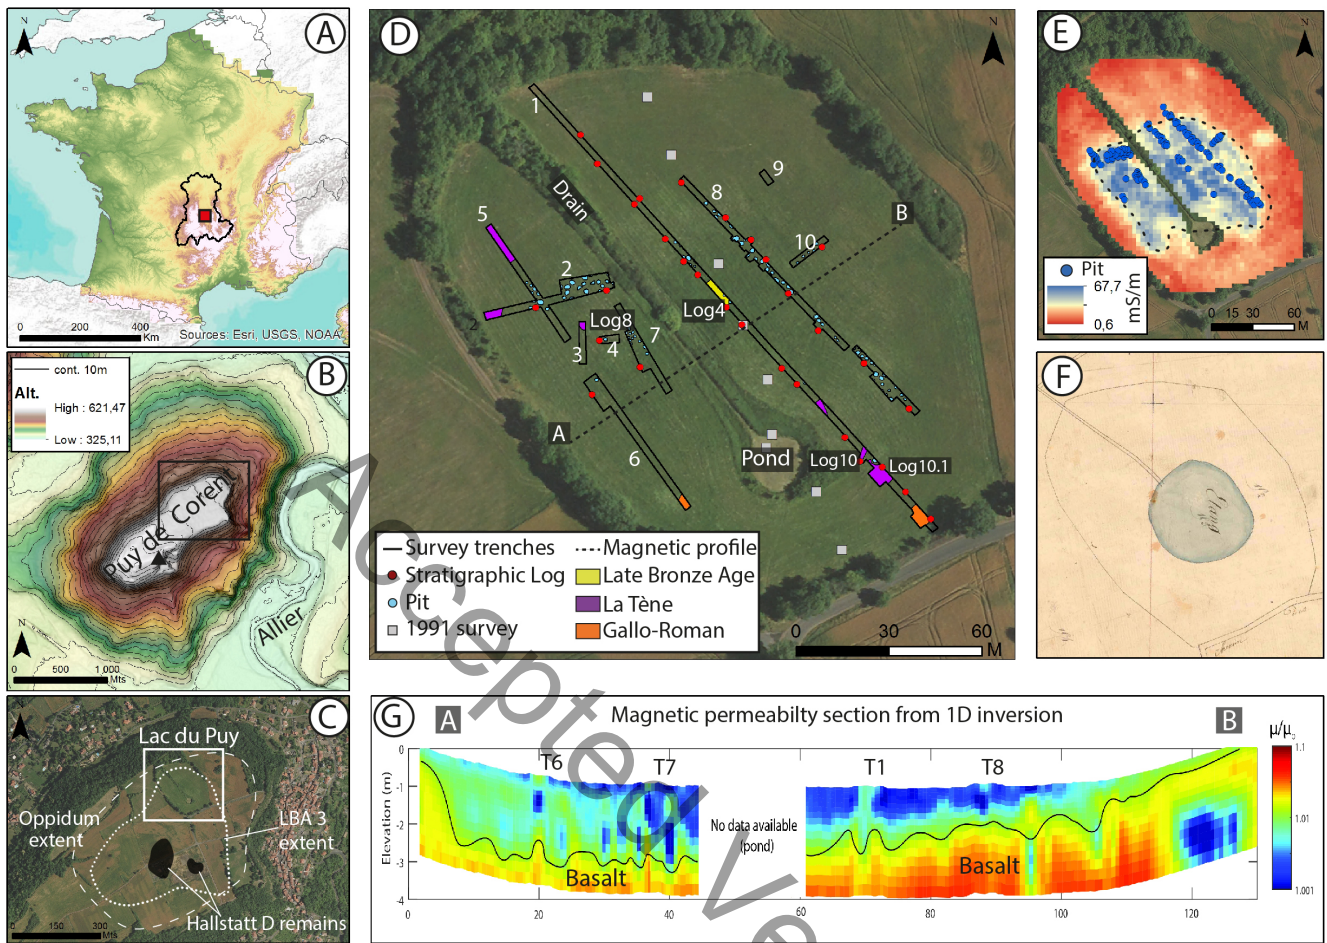 A
N
0
200
400
Km
Sources: Esri, USGS, NOAA
B
cont. 10m
Alt.
High : 621,47
Low : 325,11
Puy de Corent
Allier
N
0
500
1 000
Mts
C
N
Lac du Puy
Oppidum
extent
LBA 3
extent
Hallstatt D remains
0
150
300
Mts
D
N
1
Drain
5
2
2
3
4
Log8
7
6
8
9
10
Log4
A
B
Pond
Log10
Log10.1
Survey trenches
Magnetic profile
Stratigraphic Log
Late Bronze Age
Pit
La Tène
1991 survey
Gallo-Roman
0
30
60
M
E
N
Pit
67,7
0,6
mS/m
0 15 30
60
M
F
Etang
G
A
Magnetic permeabilty section from 1D inversion
B
μ/μ₀
1.1
1.01
1.001
T6
T7
T1
T8
No data available
(pond)
Basalt
Basalt
Elevation (m)
0
-1
-2
-3
-4
0
20
40
60
80
100
120
Accepted Ve